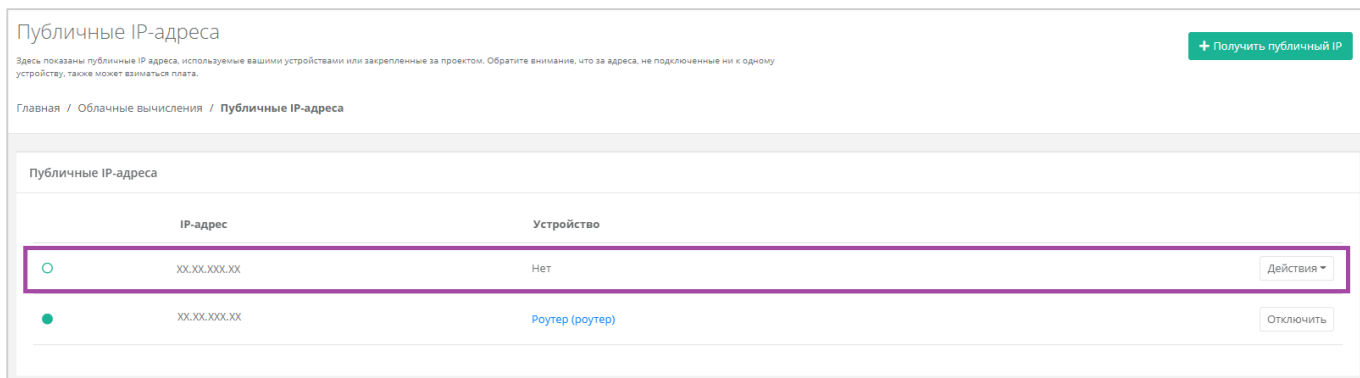 Публичные IP-адреса
+ Получить публичный IP
Здесь показаны публичные IP адреса, используемые вашими устройствами или закрепленные за проектом. Обратите внимание, что за адреса, не подключенные ни к одному
устройству, также может взиматься плата.
Главная / Облачные вычисления / Публичные IP-адреса
Публичные IP-адреса
IP-адрес Устройство
XX.XX.XXX.XX Нет Действия
XX.XX.XXX.XX Роутер (роутер) Отключить